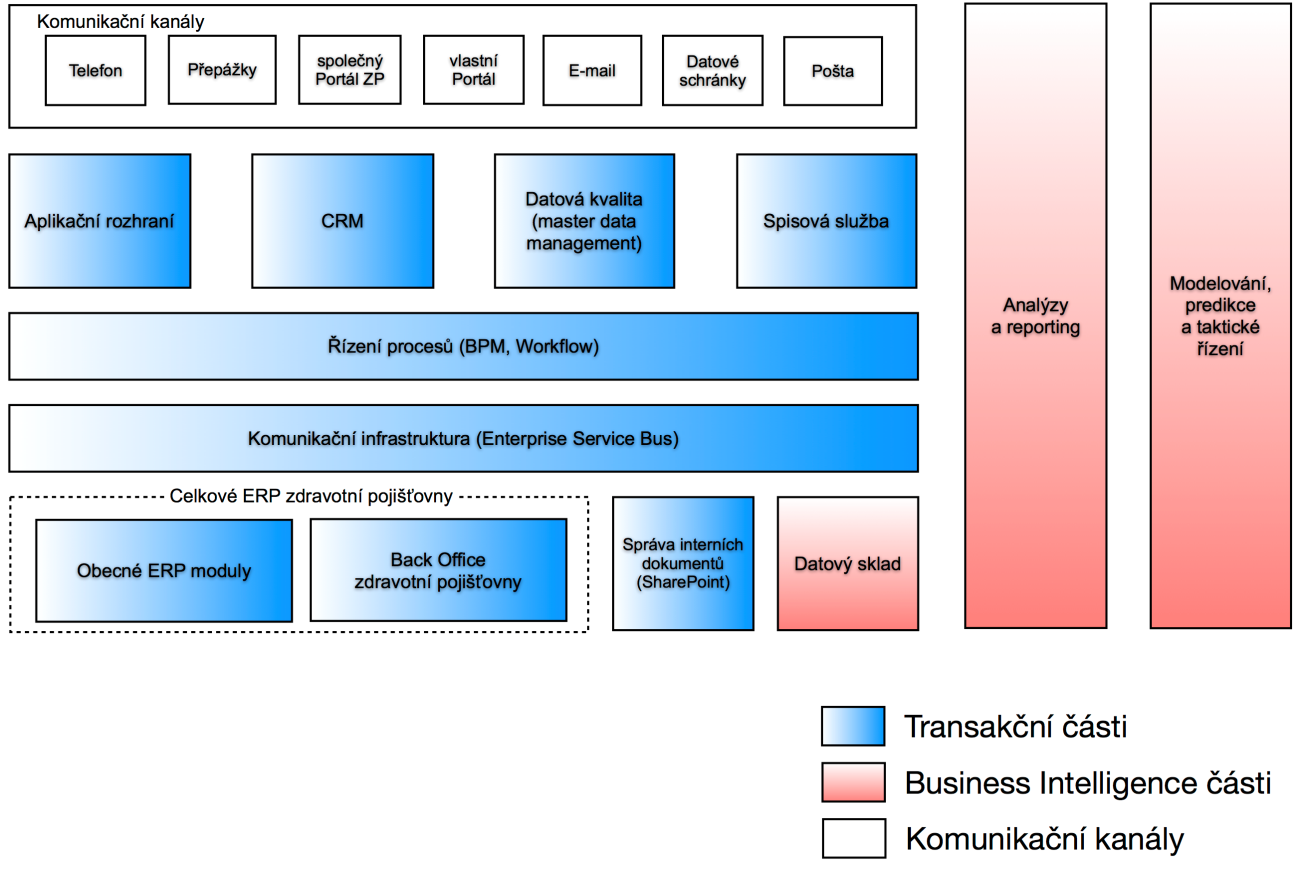 Komunikační kanály
Telefon
Přepážky
společný
Portál ZP
vlastní
Portál
E-mail
Datové
schránky
Pošta
Aplikační rozhraní
CRM
Datová kvalita
(master data
management)
Spisová služba
Analýzy
a reporting
Modelování,
predikce
a taktické
řízení
Řízení procesů (BPM, Workflow)
Komunikační infrastruktura (Enterprise Service Bus)
Celkové ERP zdravotní pojišťovny
Obecné ERP moduly
Back Office
zdravotní pojišťovny
Správa interních
dokumentů
(SharePoint)
Datový sklad
Transakční části
Business Intelligence části
Komunikační kanály